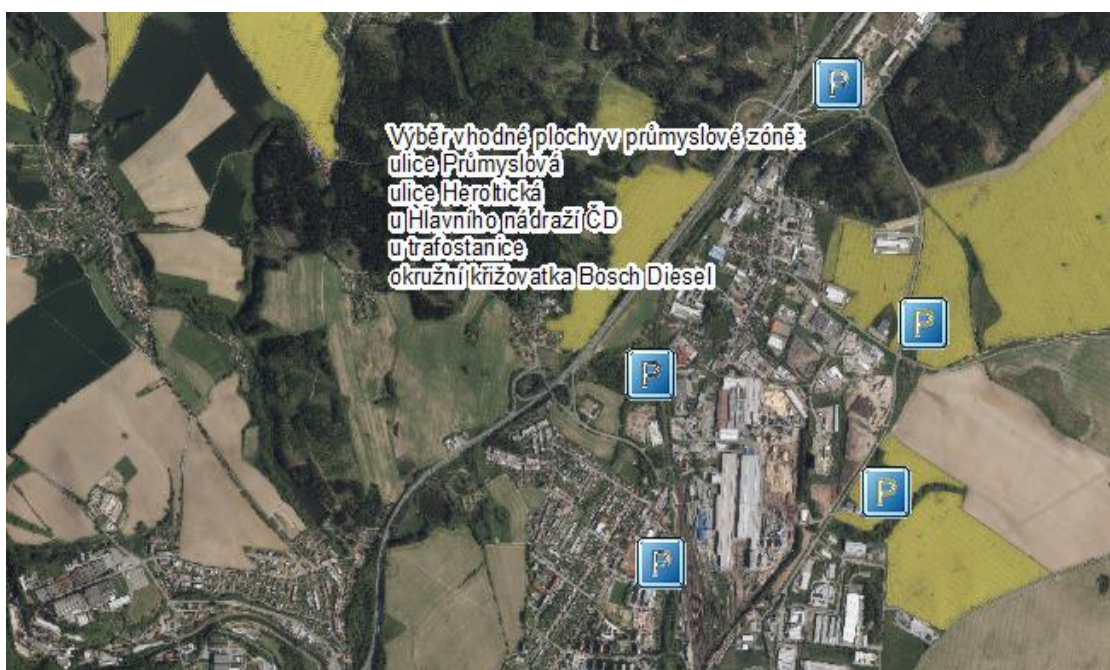 Výběr vhodné plochy v průmyslové zóně:
ulice Průmyslová
ulice Heroltická
u Hlavního nádraží ČD
u trafostanice
okružní křižovatka Bosch Diesel
P
P
P
P
P